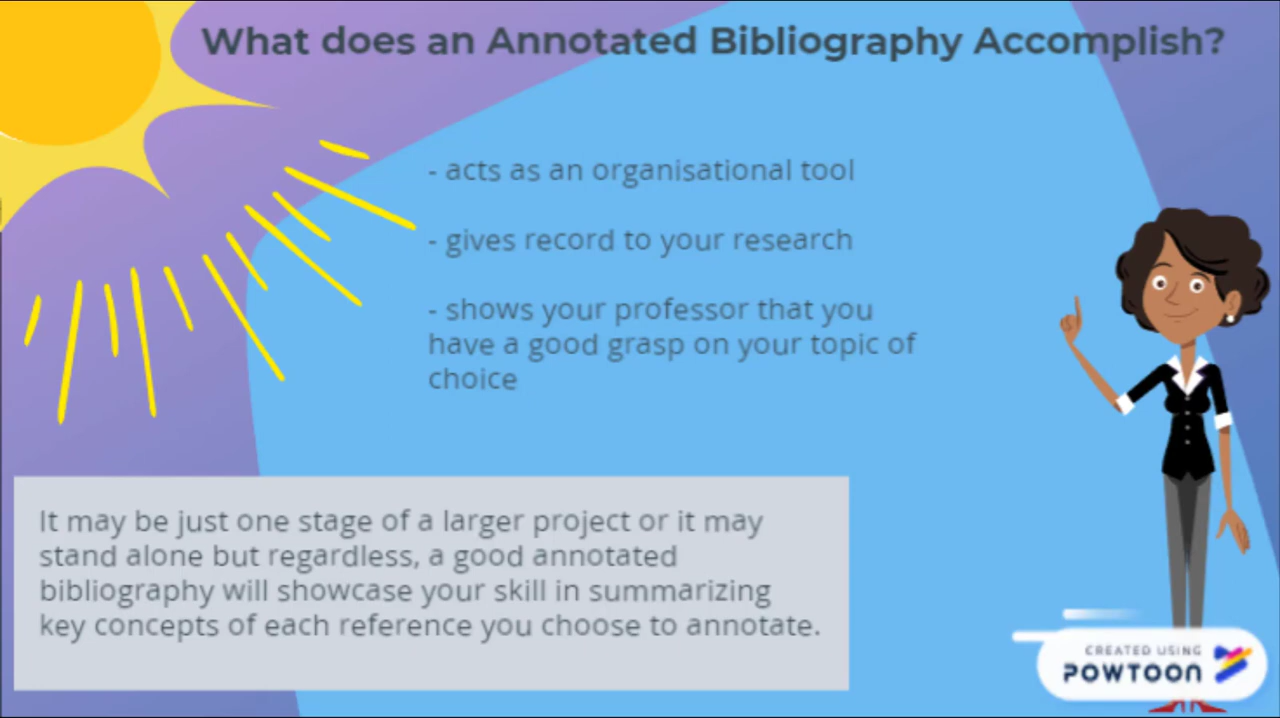 What does an Annotated Bibliography Accomplish?
- acts as an organisational tool
- gives record to your research
- shows your professor that you
have a good grasp on your topic of
choice
It may be just one stage of a larger project or it may
stand alone but regardless, a good annotated
bibliography will showcase your skill in summarizing
key concepts of each reference you choose to annotate.
CREATED USING
POWTOON